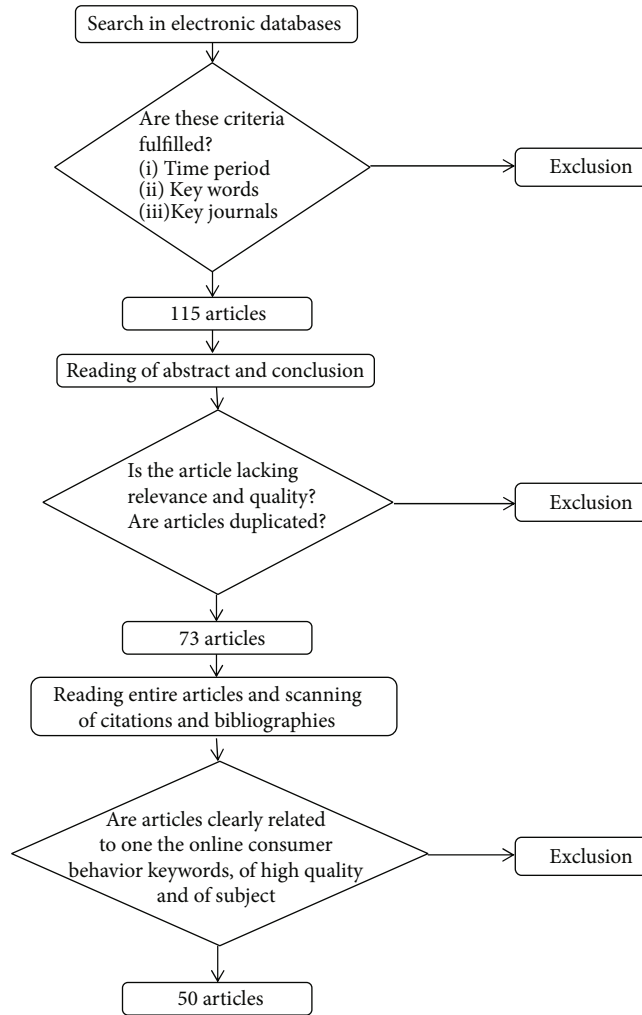 Search in electronic databases
Are these criteria
fulfilled?
(i) Time period
(ii) Key words
(iii)Key journals
Exclusion
115 articles
Reading of abstract and conclusion
Is the article lacking
relevance and quality?
Are articles duplicated?
Exclusion
73 articles
Reading entire articles and scanning
of citations and bibliographies
Are articles clearly related
to one the online consumer
behavior keywords, of high quality
and of subject
Exclusion
50 articles